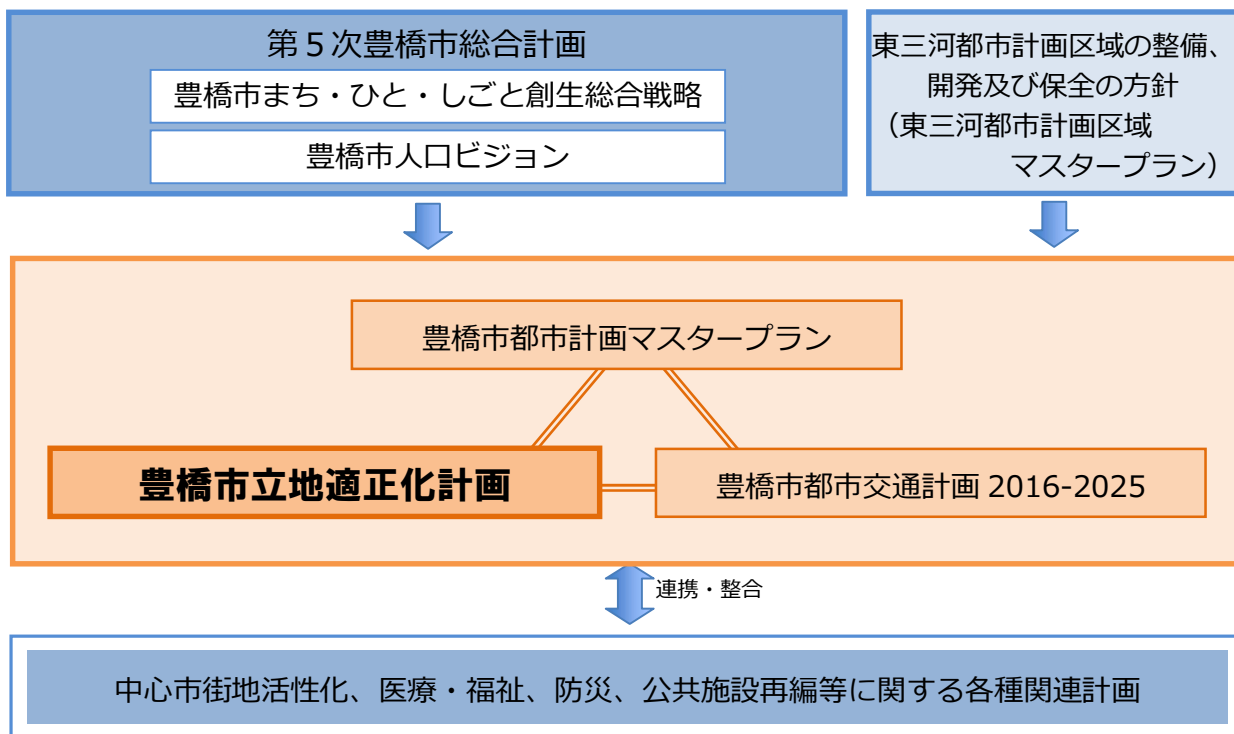 第５次豊橋市総合計画
豊橋市まち・ひと・しごと創生総合戦略
豊橋市人口ビジョン
東三河都市計画区域の整備、
開発及び保全の方針
（東三河都市計画区域
マスタープラン）
豊橋市都市計画マスタープラン
豊橋市立地適正化計画
豊橋市都市交通計画 2016-2025
連携・整合
中心市街地活性化、医療・福祉、防災、公共施設再編等に関する各種関連計画